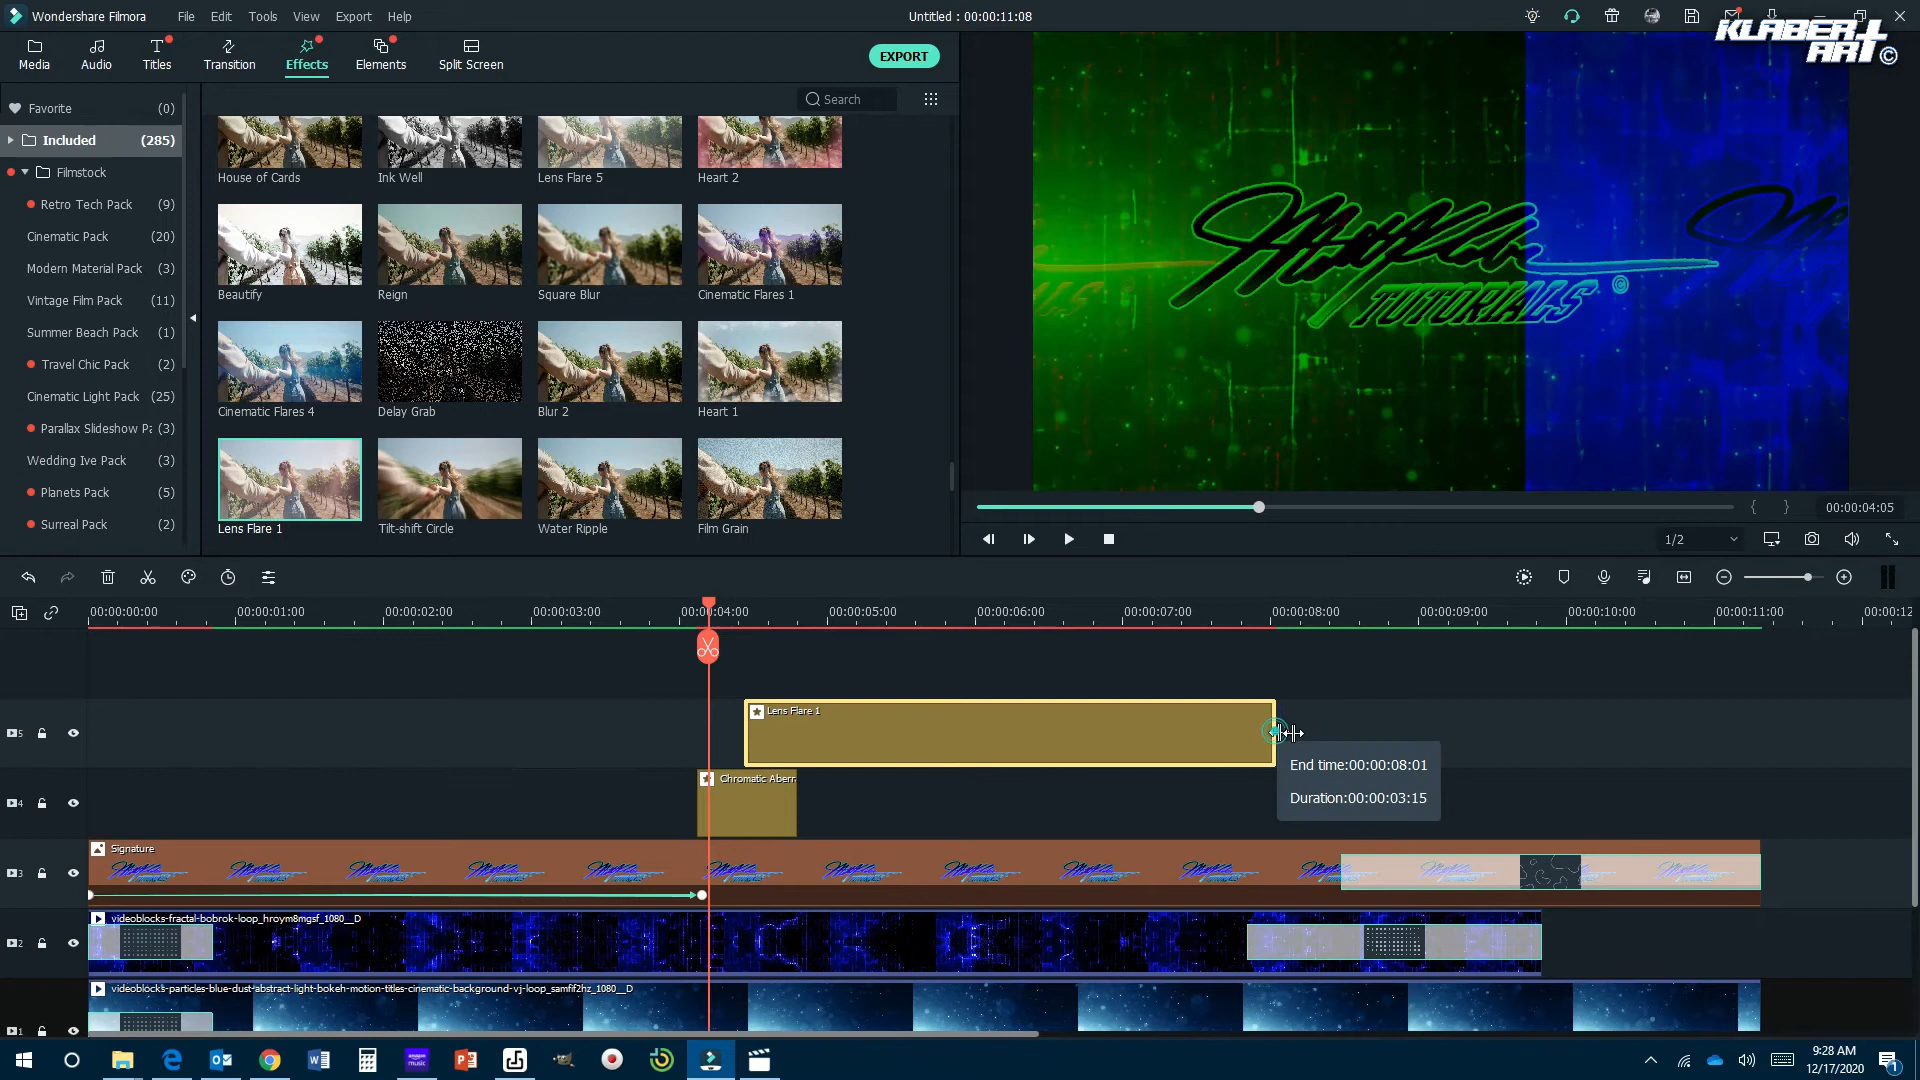 Wondershare Filmora
File Edit Tools View Export Help
Untitled : 00:00:11:08
KLABER ART ©
Media
Audio
Titles
Transition
Effects
Elements
Split Screen
EXPORT
Favorite (0)
Included (285)
Filmstock
Retro Tech Pack (9)
Cinematic Pack (20)
Modern Material Pack (3)
Vintage Film Pack (11)
Summer Beach Pack (1)
Travel Chic Pack (2)
Cinematic Light Pack (25)
Parallax Slideshow Pa (3)
Wedding Ive Pack (3)
Planets Pack (5)
Surreal Pack (2)
Search
House of Cards
Ink Well
Lens Flare 5
Heart 2
Beautify
Reign
Square Blur
Cinematic Flares 1
Cinematic Flares 4
Delay Grab
Blur 2
Heart 1
Lens Flare 1
Tilt-shift Circle
Water Ripple
Film Grain
TUTORIALS ©
{ } 00:00:04:05
1/2
00:00:00:00 00:00:01:00 00:00:02:00 00:00:03:00 00:00:04:00 00:00:05:00 00:00:06:00 00:00:07:00 00:00:08:00 00:00:09:00 00:00:10:00 00:00:11:00 00:00:12
5
Lens Flare 1
End time:00:00:08:01
Duration:00:00:03:15
4
Chromatic Aberr
3
Signature
2
videoblocks-fractal-bobrok-loop_hroym8mgsf_1080__D
1
videoblocks-particles-blue-dust-abstract-light-bokeh-motion-titles-cinematic-background-vj-loop_samfif2hz_1080__D
amazon music
9:28 AM
12/17/2020
1